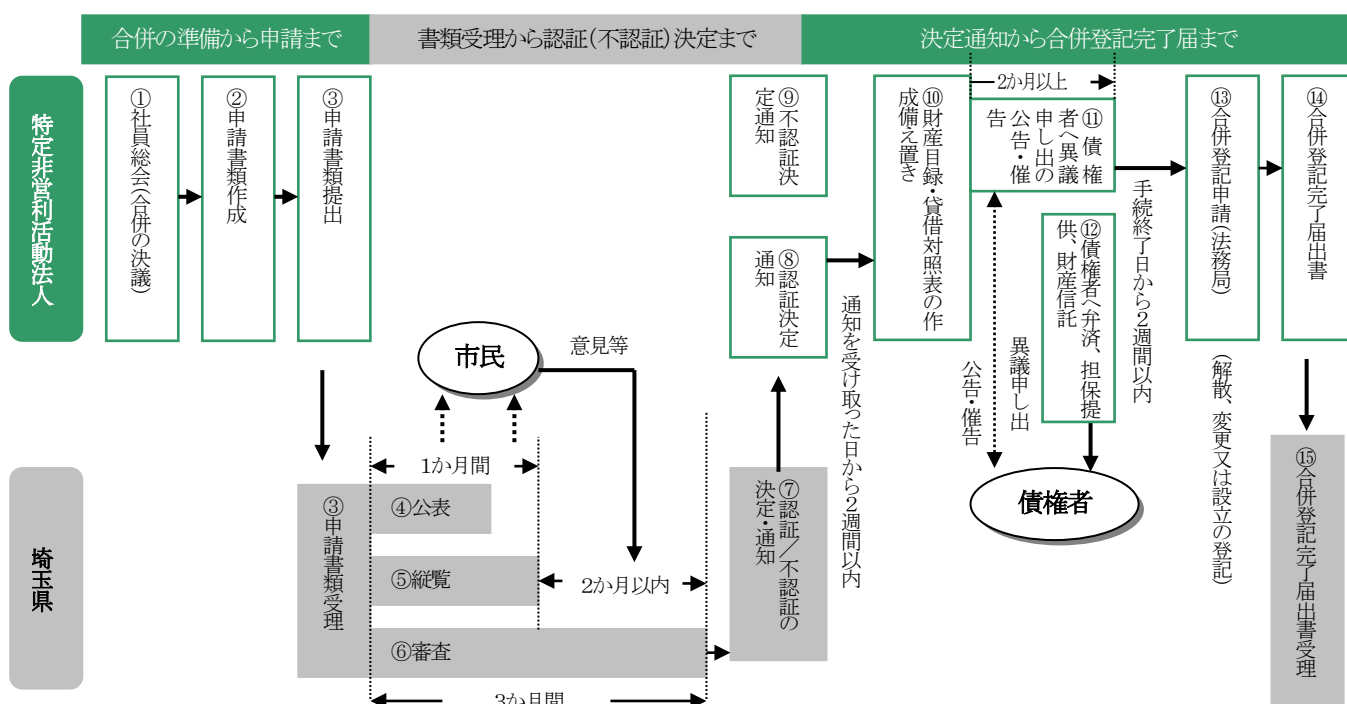 合併の準備から申請まで
書類受理から認証(不認証)決定まで
決定通知から合併登記完了届まで
特定非営利活動法人
①社員総会(合併の決議)
②申請書類作成
③申請書類提出
⑨不認証決
定通知
⑧認証決定
通知
通知を受け取った日から2週間以内
⑩財産目録・貸借対照表の作
成備え置き
2か月以上
⑪債権
者へ異議
申し出の
公告・催
告
⑫債権者へ弁済、担保提
供、財産信託
手続終了日から2週間以内
⑬合併登記申請(法務局)
(解散、変更又は設立の登記)
⑭合併登記完了届出書
市民
意見等
異議申し出
公告・催告
債権者
埼玉県
③申請書類受理
1か月間
④公表
⑤縦覧
2か月以内
⑥審査
3か月間
⑦認証/不認証の
決定・通知
⑮合併登記完了届出書受理